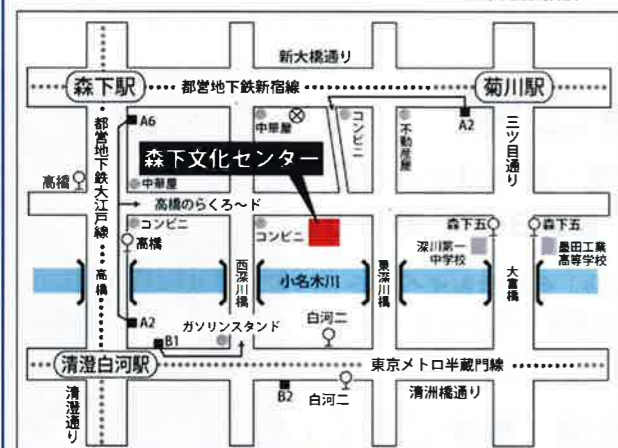 新大橋通り
森下駅
都営地下鉄新宿線
菊川駅
A6
中華屋
コンビニ
不動産屋
A2
三ツ目通り
都営地下鉄大江戸線
森下文化センター
高橋
中華屋
高橋のらくろ～ド
コンビニ
高橋
コンビニ
森下五
森下五
深川第一
中学校
墨田工業
高等学校
高橋
西深川橋
小名木川
東深川橋
大富橋
A2
B1
ガソリンスタンド
白河二
清澄白河駅
東京メトロ半蔵門線
清澄通り
B2
白河二
清洲橋通り